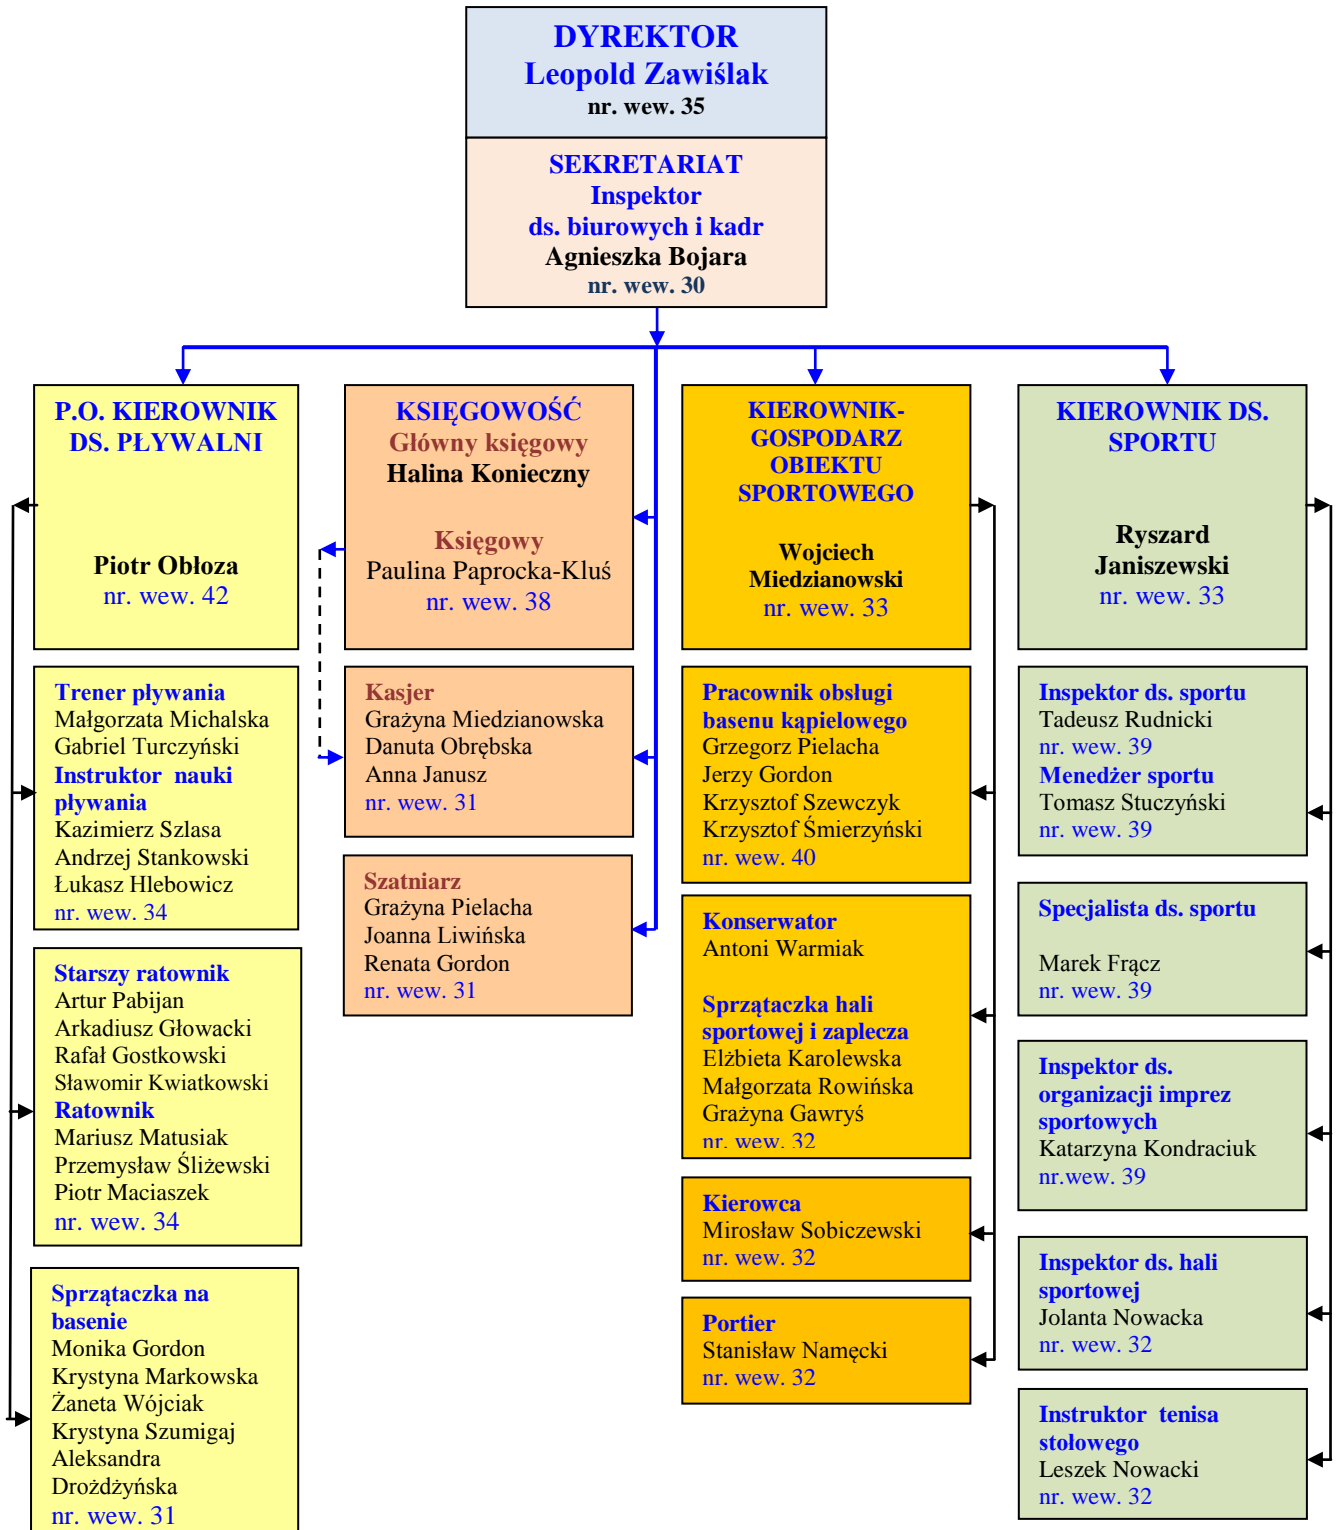 DYREKTOR
Leopold Zawiślak
nr. wew. 35
SEKRETARIAT
Inspektor
ds. biurowych i kadr
Agnieszka Bojara
nr. wew. 30
P.O. KIEROWNIK
DS. PŁYWALNI
Piotr Obłoza
nr. wew. 42
Trener pływania
Małgorzata Michalska
Gabriel Turczyński
Instruktor nauki
pływania
Kazimierz Szlasa
Andrzej Stankowski
Łukasz Hlebowicz
nr. wew. 34
Starszy ratownik
Artur Pabijan
Arkadiusz Głowacki
Rafał Gostkowski
Sławomir Kwiatkowski
Ratownik
Mariusz Matusiak
Przemysław Śliżewski
Piotr Maciaszek
nr. wew. 34
Sprzątaczka na
basenie
Monika Gordon
Krystyna Markowska
Żaneta Wójciak
Krystyna Szumigaj
Aleksandra
Drożdżyńska
nr. wew. 31
KSIĘGOWOŚĆ
Główny księgowy
Halina Konieczny
Księgowy
Paulina Paprocka-Kluś
nr. wew. 38
Kasjer
Grażyna Miedzianowska
Danuta Obrębska
Anna Janusz
nr. wew. 31
Szatniarz
Grażyna Pielacha
Joanna Liwińska
Renata Gordon
nr. wew. 31
KIEROWNIK-
GOSPODARZ
OBIEKTU
SPORTOWEGO
Wojciech
Miedzianowski
nr. wew. 33
Pracownik obsługi
basenu kąpielowego
Grzegorz Pielacha
Jerzy Gordon
Krzysztof Szewczyk
Krzysztof Śmierzyński
nr. wew. 40
Konserwator
Antoni Warmiak
Sprzątaczka hali
sportowej i zaplecza
Elżbieta Karolewska
Małgorzata Rowińska
Grażyna Gawryś
nr. wew. 32
Kierowca
Mirosław Sobiczewski
nr. wew. 32
Portier
Stanisław Namęcki
nr. wew. 32
KIEROWNIK DS.
SPORTU
Ryszard
Janiszewski
nr. wew. 33
Inspektor ds. sportu
Tadeusz Rudnicki
nr. wew. 39
Menedżer sportu
Tomasz Stuczyński
nr. wew. 39
Specjalista ds. sportu
Marek Frącz
nr. wew. 39
Inspektor ds.
organizacji imprez
sportowych
Katarzyna Kondraciuk
nr.wew. 39
Inspektor ds. hali
sportowej
Jolanta Nowacka
nr. wew. 32
Instruktor tenisa
stołowego
Leszek Nowacki
nr. wew. 32